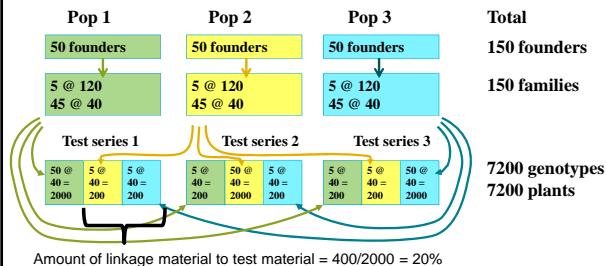 Pop 1 Pop 2 Pop 3 Total
50 founders 50 founders 50 founders 150 founders
5 @ 120 5 @ 120 5 @ 120 150 families
45 @ 40 45 @ 40 45 @ 40
Test series 1 Test series 2 Test series 3
50 @ 5 @ 5 @ 5 @ 50 @ 5 @ 5 @ 5 @ 50 @
40 = 40 = 40 = 40 = 40 = 40 = 40 = 40 = 40 =
2000 200 200 200 2000 200 200 200 2000
7200 genotypes
7200 plants
Amount of linkage material to test material = 400/2000 = 20%